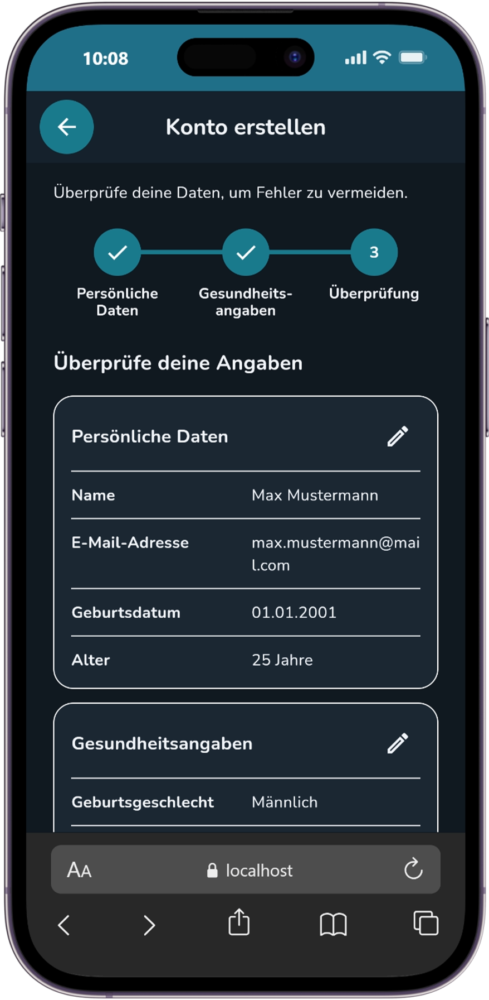 10:08
Konto erstellen
Überprüfe deine Daten, um Fehler zu vermeiden.
3
Persönliche
Daten
Gesundheits-
angaben
Überprüfung
Überprüfe deine Angaben
Persönliche Daten
Name Max Mustermann
E-Mail-Adresse max.mustermann@mai
l.com
Geburtsdatum 01.01.2001
Alter 25 Jahre
Gesundheitsangaben
Geburtsgeschlecht Männlich
AA localhost